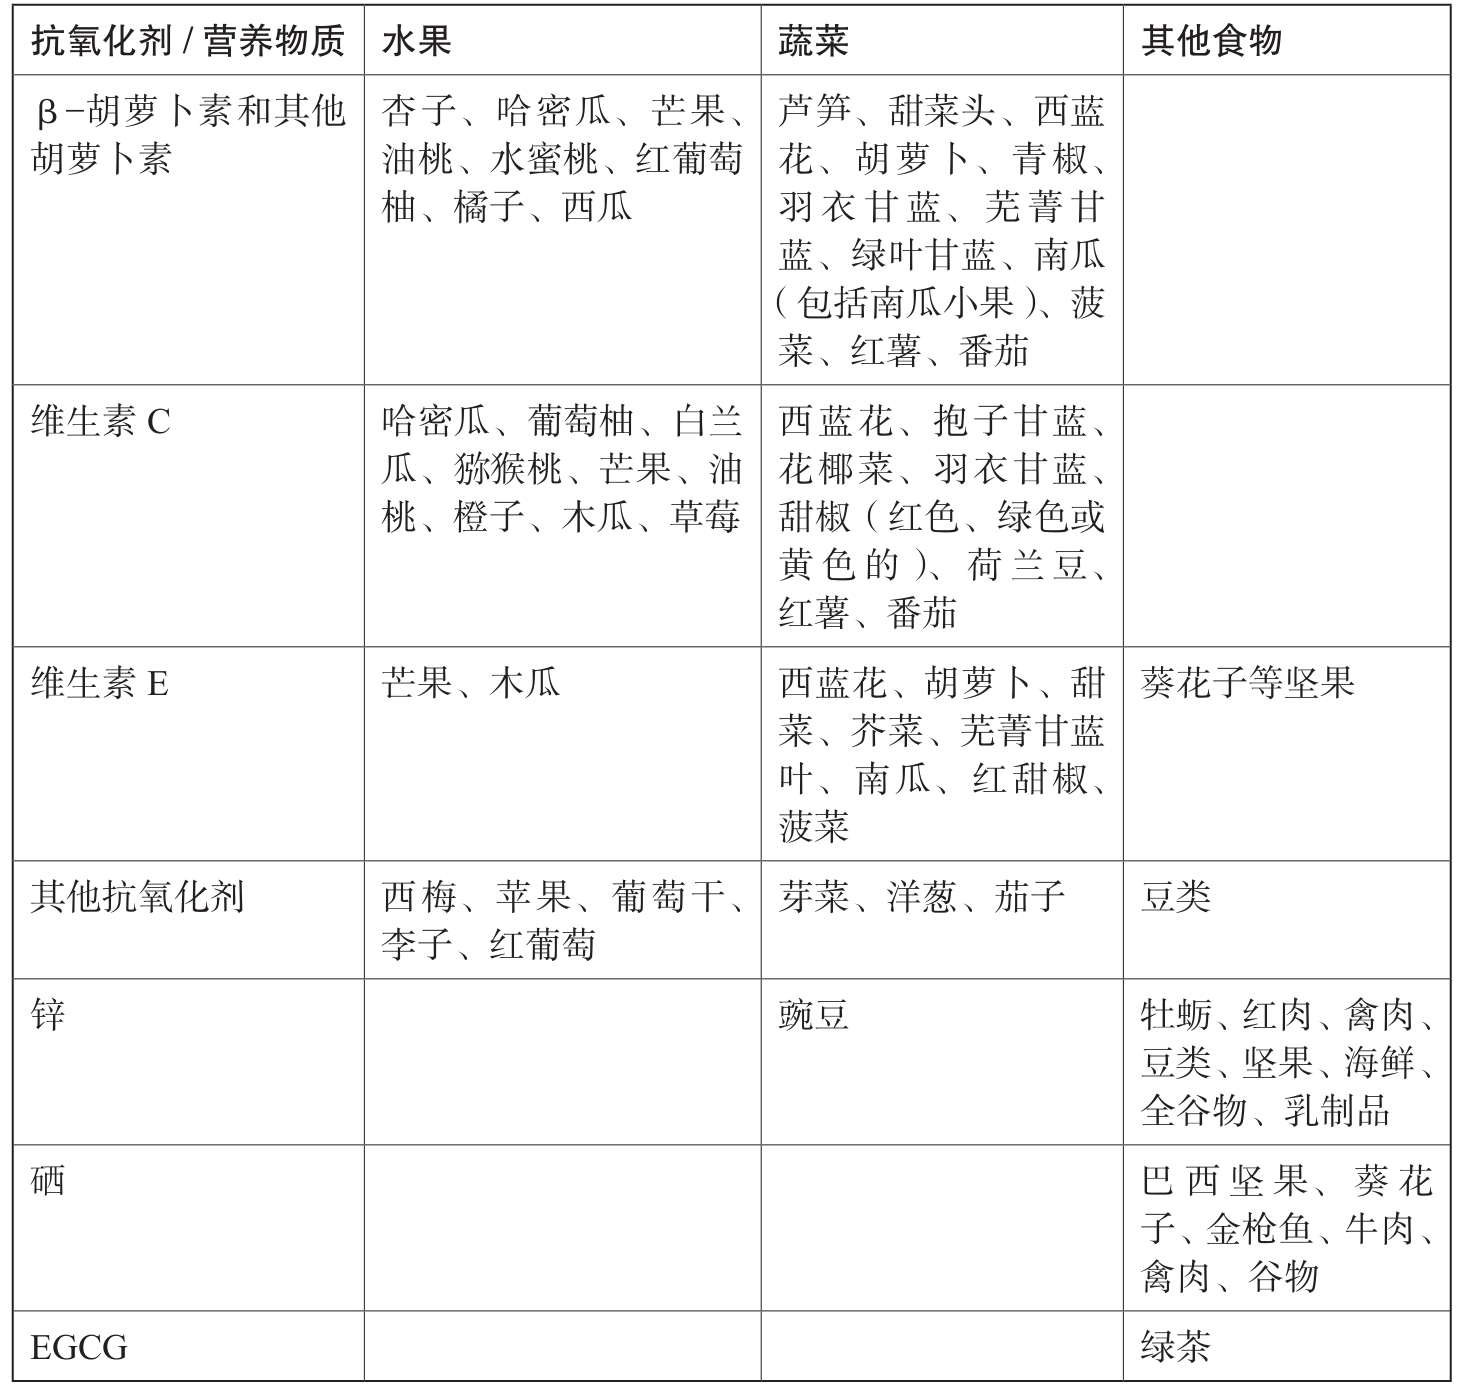 抗氧化剂 / 营养物质
水果
蔬菜
其他食物
β-胡萝卜素和其他
胡萝卜素
杏子、哈密瓜、芒果、
油桃、水蜜桃、红葡萄
柚、橘子、西瓜
芦笋、甜菜头、西蓝
花、胡萝卜、青椒、
羽衣甘蓝、芜菁甘
蓝、绿叶甘蓝、南瓜
（包括南瓜小果）、菠
菜、红薯、番茄
维生素 C
哈密瓜、葡萄柚、白兰
瓜、猕猴桃、芒果、油
桃、橙子、木瓜、草莓
西蓝花、抱子甘蓝、
花椰菜、羽衣甘蓝、
甜椒（红色、绿色或
黄色的）、荷兰豆、
红薯、番茄
维生素 E
芒果、木瓜
西蓝花、胡萝卜、甜
菜、芥菜、芜菁甘蓝
叶、南瓜、红甜椒、
菠菜
葵花子等坚果
其他抗氧化剂
西梅、苹果、葡萄干、
李子、红葡萄
芽菜、洋葱、茄子
豆类
锌
豌豆
牡蛎、红肉、禽肉、
豆类、坚果、海鲜、
全谷物、乳制品
硒
巴西坚果、葵花
子、金枪鱼、牛肉、
禽肉、谷物
EGCG
绿茶